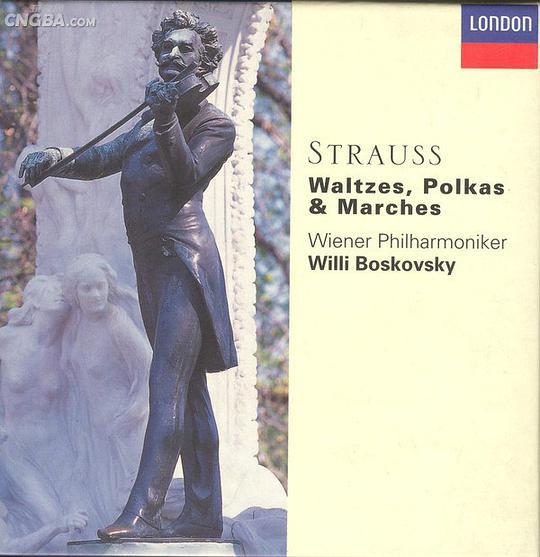 CNGBA.COM
LONDON
STRAUSS
Waltzes, Polkas
& Marches
Wiener Philharmoniker
Willi Boskovsky